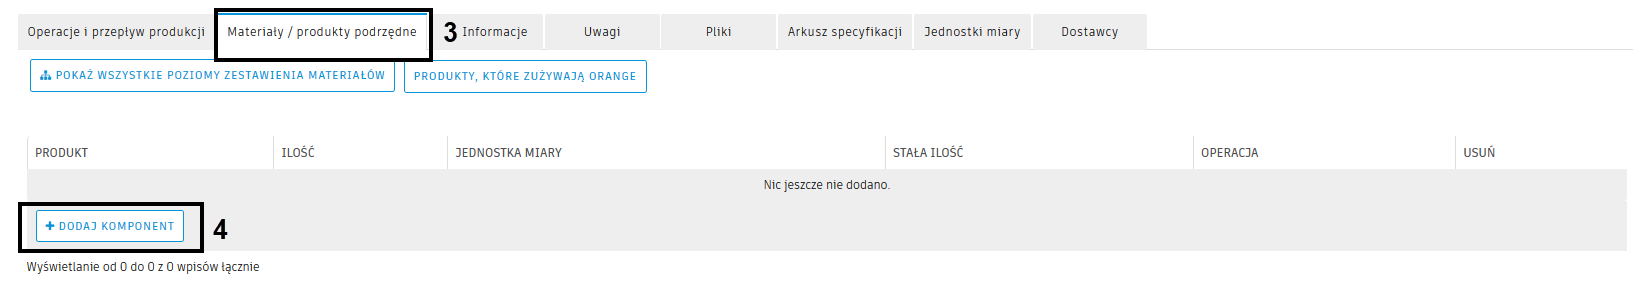 Operacje i przepływ produkcji Materiały / produkty podrzędne 3 Informacje Uwagi Pliki Arkusz specyfikacji Jednostki miary Dostawcy
POKAŻ WSZYSTKIE POZIOMY ZESTAWIENIA MATERIAŁÓW PRODUKTY, KTÓRE ZUŻYWAJĄ ORANGE
PRODUKT ILOŚĆ JEDNOSTKA MIARY STAŁA ILOŚĆ OPERACJA USUŃ
Nic jeszcze nie dodano.
+ DODAJ KOMPONENT 4
Wyświetlanie od 0 do 0 z 0 wpisów łącznie